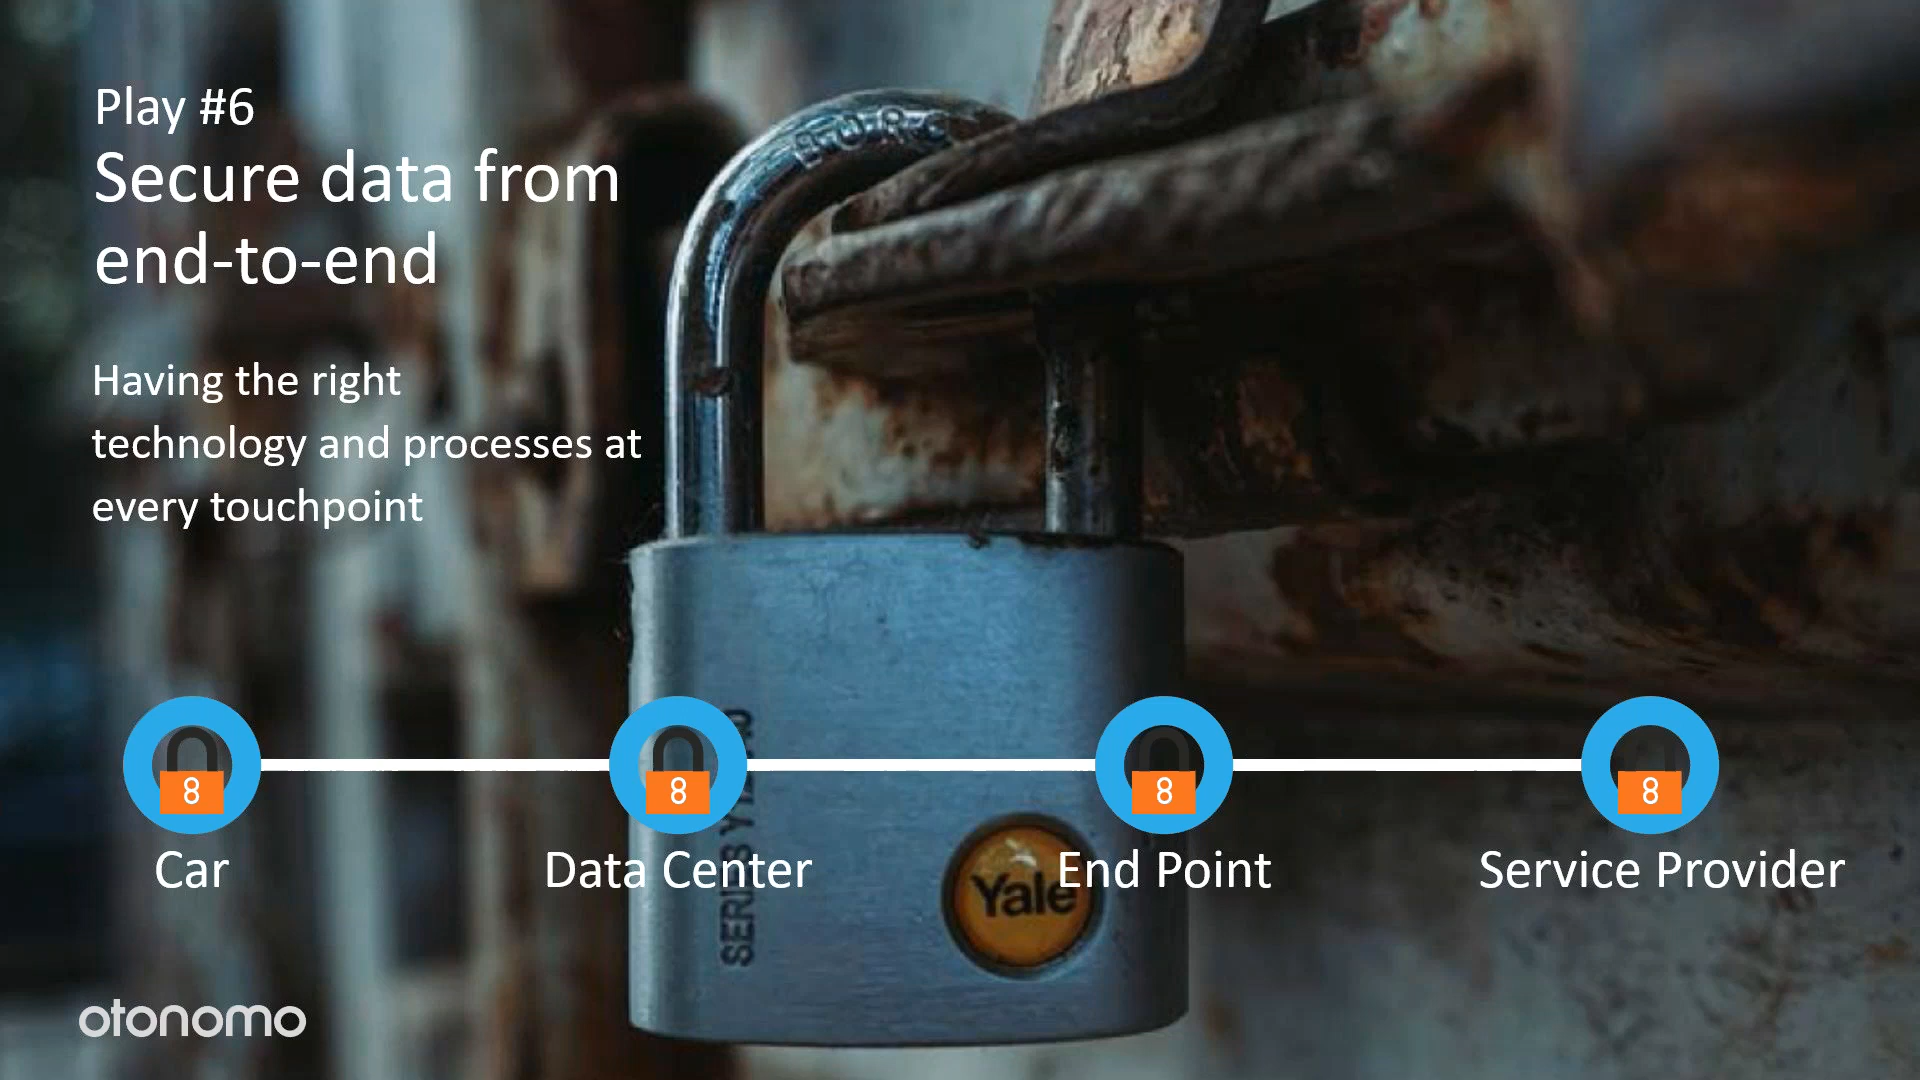 Play #6
Secure data from
end-to-end
Having the right
technology and processes at
every touchpoint
8
8
8
8
Car
Data Center
End Point
Service Provider
Yale
otonomo